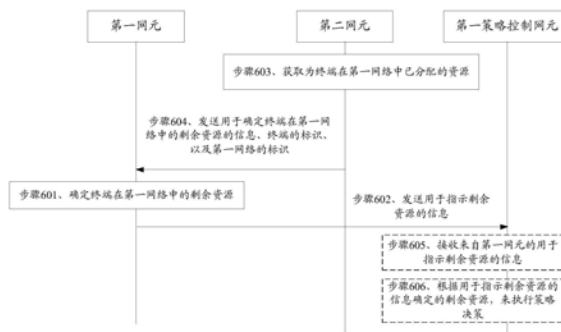 第一网元
第二网元
第一策略控制网元
步骤603、获取为终端在第一网络中已分配的资源
步骤604、发送用于确定终端在第一网
络中的剩余资源的信息、终端的标识、
以及第一网络的标识
步骤601、确定终端在第一网络中的剩余资源
步骤602、发送用于指示剩余
资源的信息
步骤605、接收来自第一网元的用于
指示剩余资源的信息
步骤606、根据用于指示剩余资源的
信息确定的剩余资源，来执行策略
决策